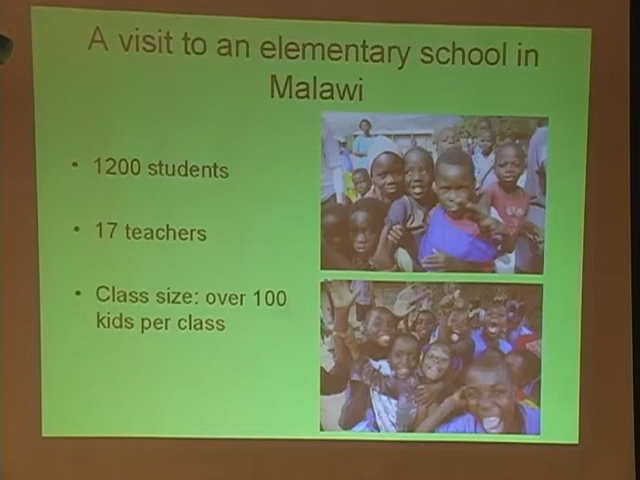 A visit to an elementary school in
Malawi
• 1200 students
• 17 teachers
• Class size: over 100
kids per class